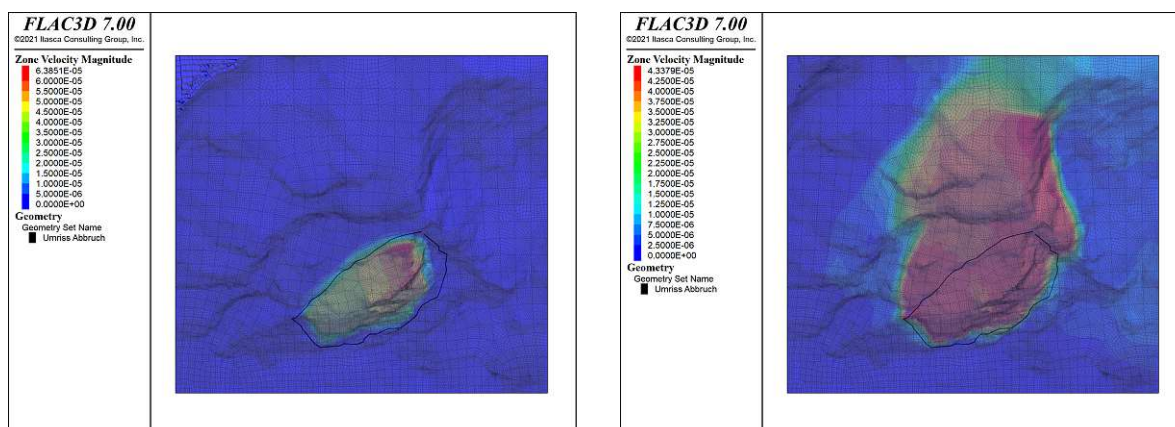 FLAC3D 7.00
©2021 Itasca Consulting Group, Inc.
Zone Velocity Magnitude
6.3851E-05
6.0000E-05
5.5000E-05
5.0000E-05
4.5000E-05
4.0000E-05
3.5000E-05
3.0000E-05
2.5000E-05
2.0000E-05
1.5000E-05
1.0000E-05
5.0000E-06
0.0000E+00
Geometry
Geometry Set Name
Umriss Abbruch
FLAC3D 7.00
©2021 Itasca Consulting Group, Inc.
Zone Velocity Magnitude
4.3379E-05
4.2500E-05
4.0000E-05
3.7500E-05
3.5000E-05
3.2500E-05
3.0000E-05
2.7500E-05
2.5000E-05
2.2500E-05
2.0000E-05
1.7500E-05
1.5000E-05
1.2500E-05
1.0000E-05
7.5000E-06
5.0000E-06
2.5000E-06
0.0000E+00
Geometry
Geometry Set Name
Umriss Abbruch